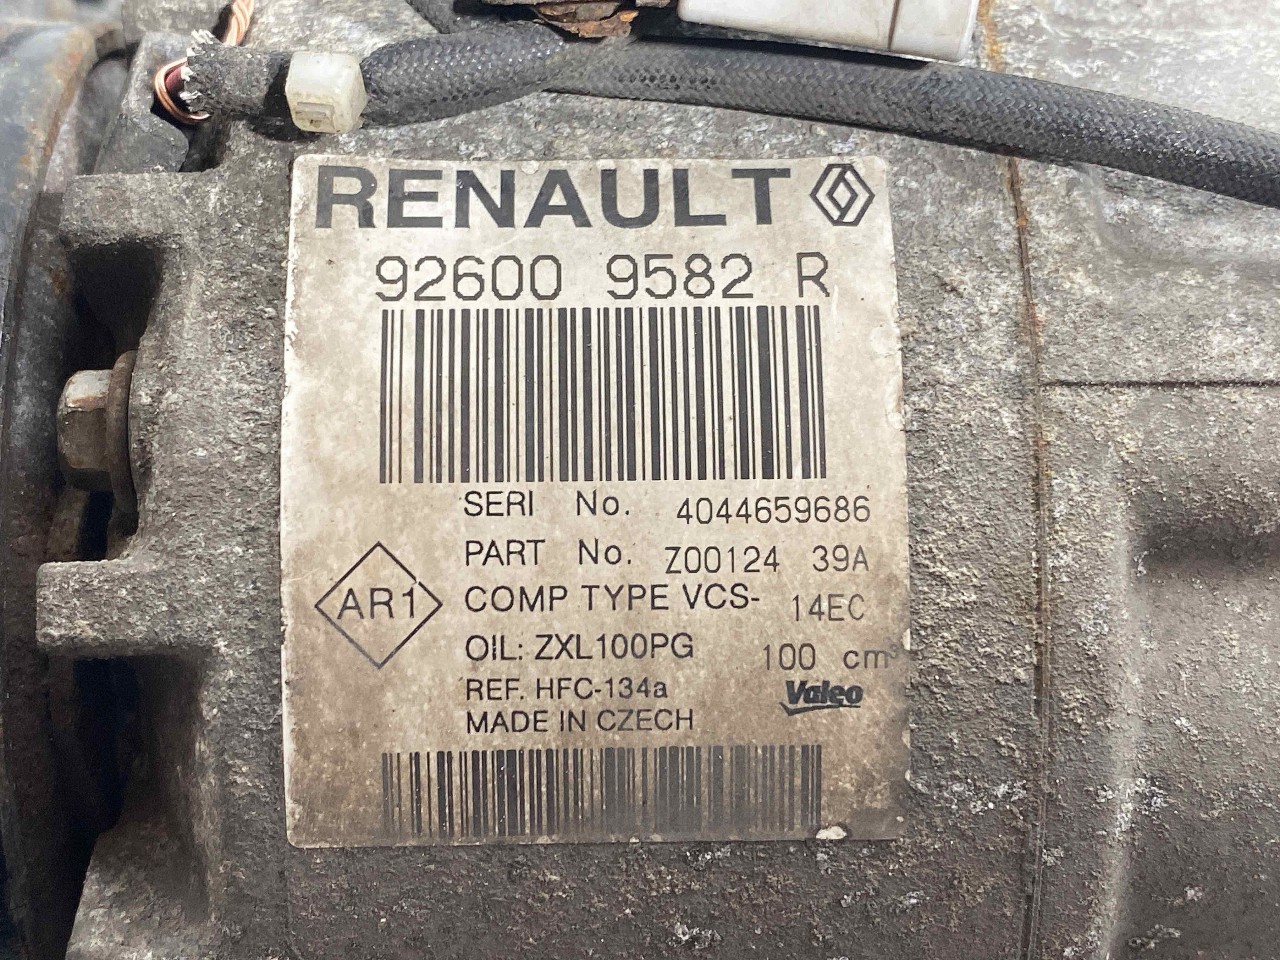 RENAULT
92600 9582 R
SERI No. 4044659686
PART No. Z00124 39A
AR1
COMP TYPE VCS- 14EC
OIL: ZXL100PG 100 cm³
REF. HFC-134a
Valeo
MADE IN CZECH